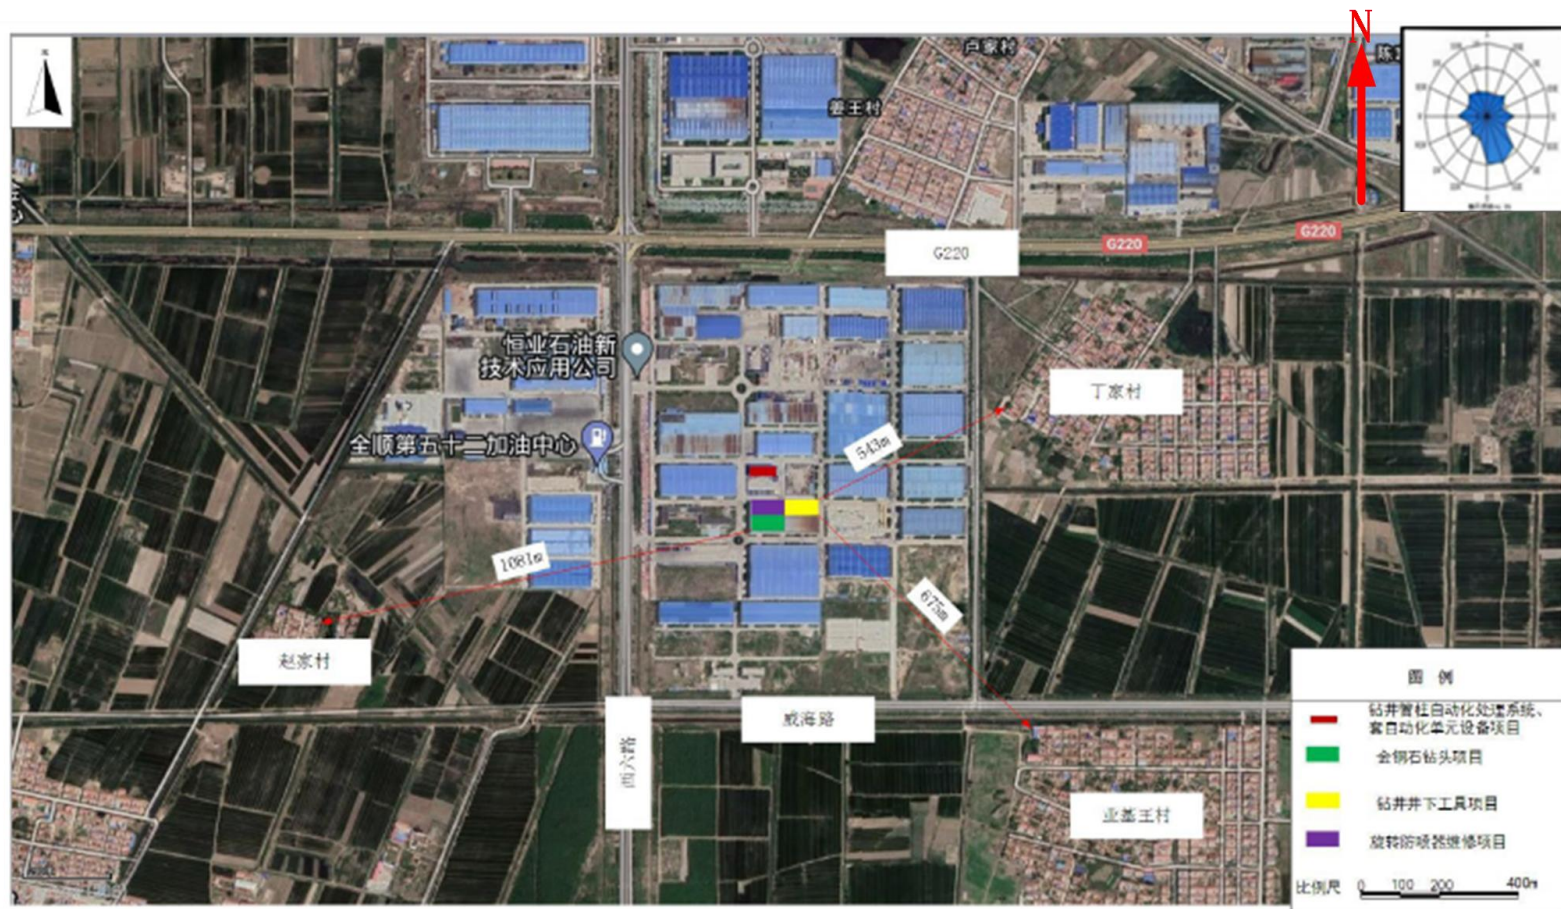 N
卢家村
姜王村
G220
G220
G220
恒业石油新
技术应用公司
丁家村
全顺第五十二加油中心
543m
1081m
675m
赵家村
威海路
西六路
业基王村
图 例
钻井管柱自动化处理系统、
套自动化单元设备项目
金钢石钻头项目
钻井井下工具项目
旋转防喷器维修项目
比例尺 0 100 200 400m